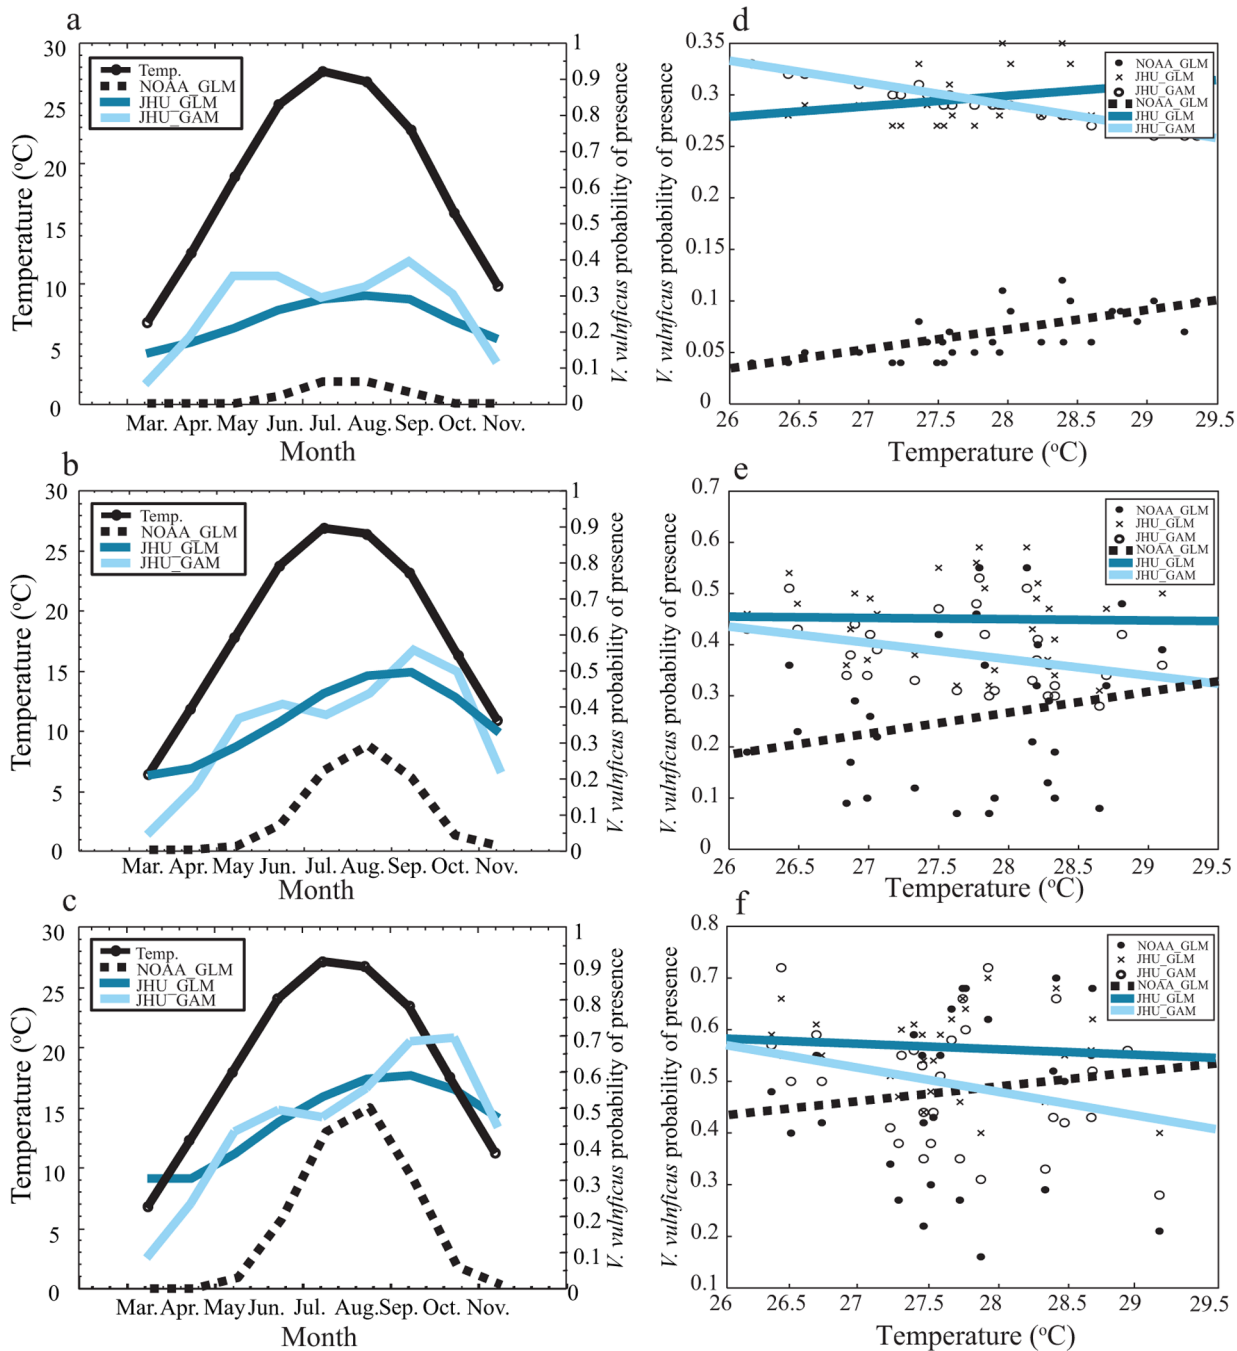 a
30
25
20
15
10
5
0
Temperature (°C)
Temp.
NOAA_GLM
JHU_GLM
JHU_GAM
1
0.9
0.8
0.7
0.6
0.5
0.4
0.3
0.2
0.1
0
V. vulnficus probability of presence
Mar. Apr. May Jun. Jul. Aug. Sep. Oct. Nov.
Month
d
0.35
0.3
0.25
0.2
0.15
0.1
0.05
0
V. vulnficus probability of presence
NOAA_GLM
JHU_GLM
JHU_GAM
NOAA_GLM
JHU_GLM
JHU_GAM
26 26.5 27 27.5 28 28.5 29 29.5
Temperature (°C)
b
30
25
20
15
10
5
0
Temperature (°C)
Temp.
NOAA_GLM
JHU_GLM
JHU_GAM
1
0.9
0.8
0.7
0.6
0.5
0.4
0.3
0.2
0.1
0
V. vulnficus probability of presence
Mar. Apr. May Jun. Jul. Aug. Sep. Oct. Nov.
Month
e
0.7
0.6
0.5
0.4
0.3
0.2
0.1
0
V. vulnficus probability of presence
NOAA_GLM
JHU_GLM
JHU_GAM
NOAA_GLM
JHU_GLM
JHU_GAM
26 26.5 27 27.5 28 28.5 29 29.5
Temperature (°C)
c
30
25
20
15
10
5
0
Temperature (°C)
Temp.
NOAA_GLM
JHU_GLM
JHU_GAM
1
0.9
0.8
0.7
0.6
0.5
0.4
0.3
0.2
0.1
0
V. vulnficus probability of presence
Mar. Apr. May Jun. Jul. Aug. Sep. Oct. Nov.
Month
f
0.8
0.7
0.6
0.5
0.4
0.3
0.2
0.1
V. vulnficus probability of presence
NOAA_GLM
JHU_GLM
JHU_GAM
NOAA_GLM
JHU_GLM
JHU_GAM
26 26.5 27 27.5 28 28.5 29 29.5
Temperature (°C)